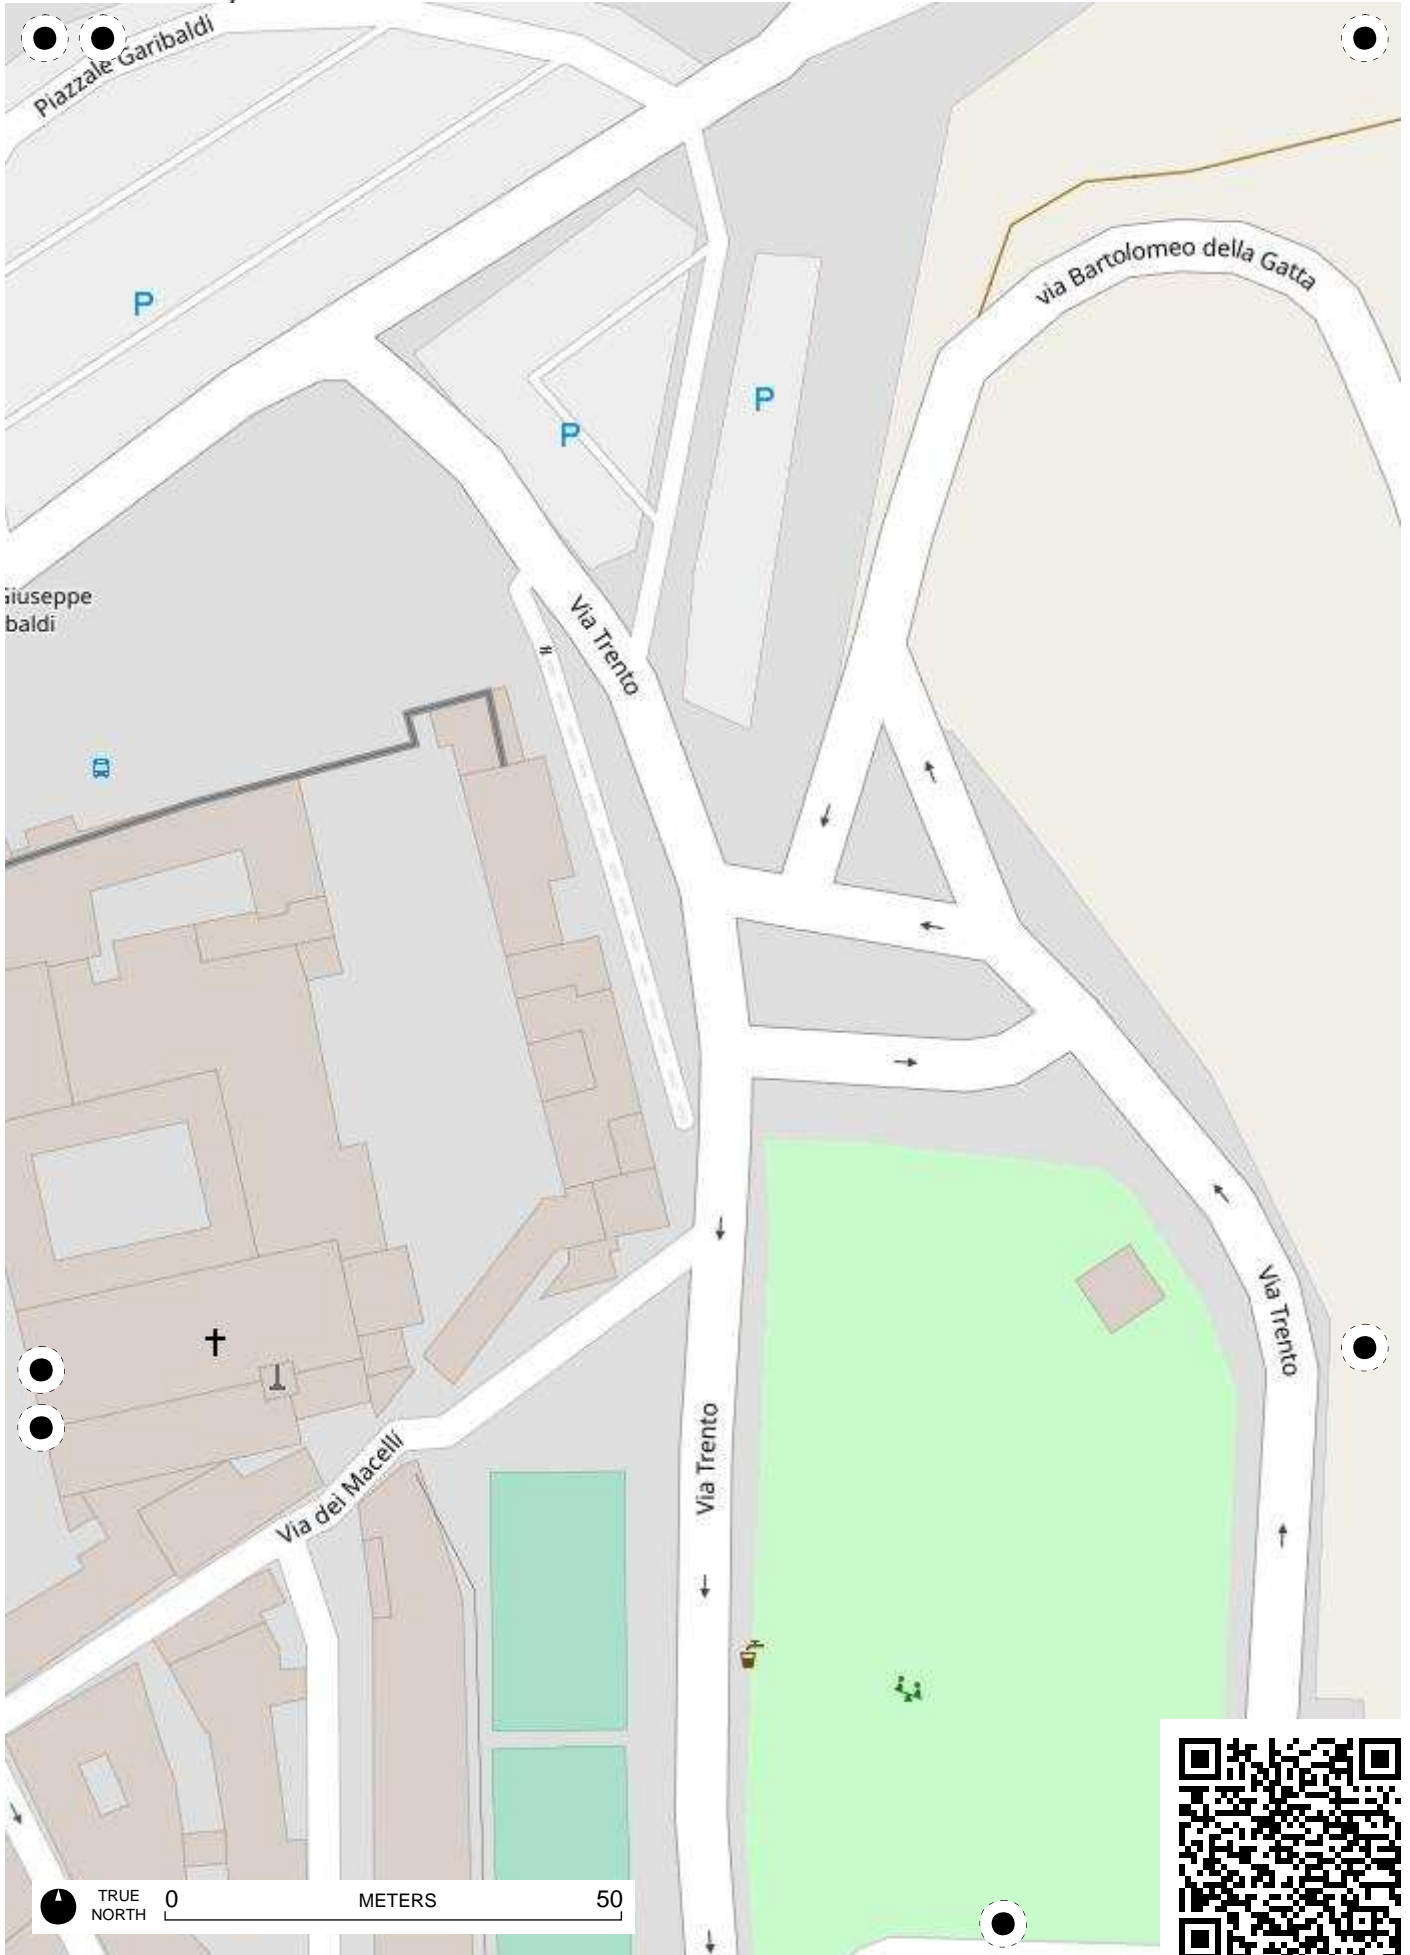 Piazzale Garibaldi
via Bartolomeo della Gatta
P
P
P
Giuseppe
baldi
Via Trento
Via Trento
Via Trento
Via dei Macelli
TRUE
NORTH
0 METERS 50